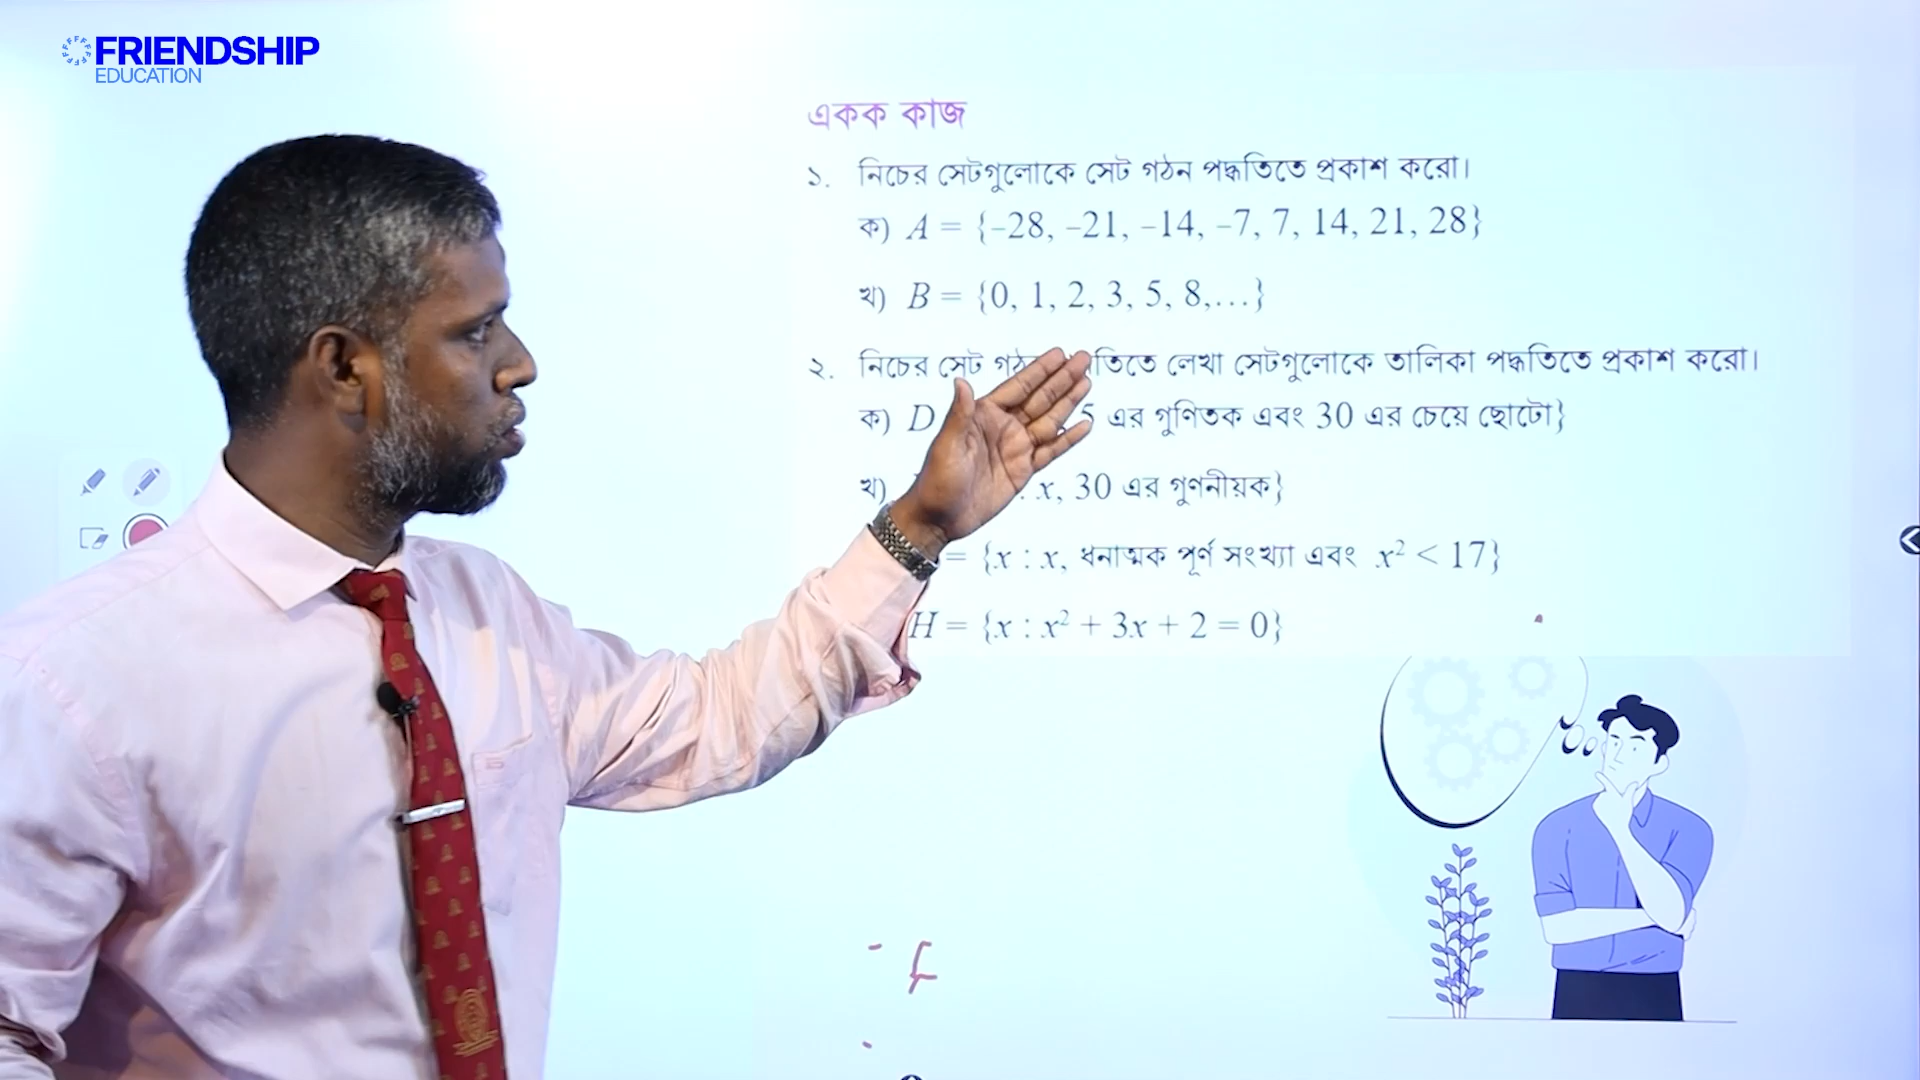 FRIENDSHIP
EDUCATION
একক কাজ
১. নিচের সেটগুলোকে সেট গঠন পদ্ধতিতে প্রকাশ করো।
ক) A = {–28, –21, –14, –7, 7, 14, 21, 28}
খ) B = {0, 1, 2, 3, 5, 8,...}
২. নিচের সেট লেখা সেটগুলোকে তালিকা পদ্ধতিতে প্রকাশ করো।
ক) D 5 এর গুণিতক এবং 30 এর চেয়ে ছোটো}
খ) x, 30 এর গুণনীয়ক}
= {x : x, ধনাত্মক পূর্ণ সংখ্যা এবং x² < 17}
H = {x : x² + 3x + 2 = 0}